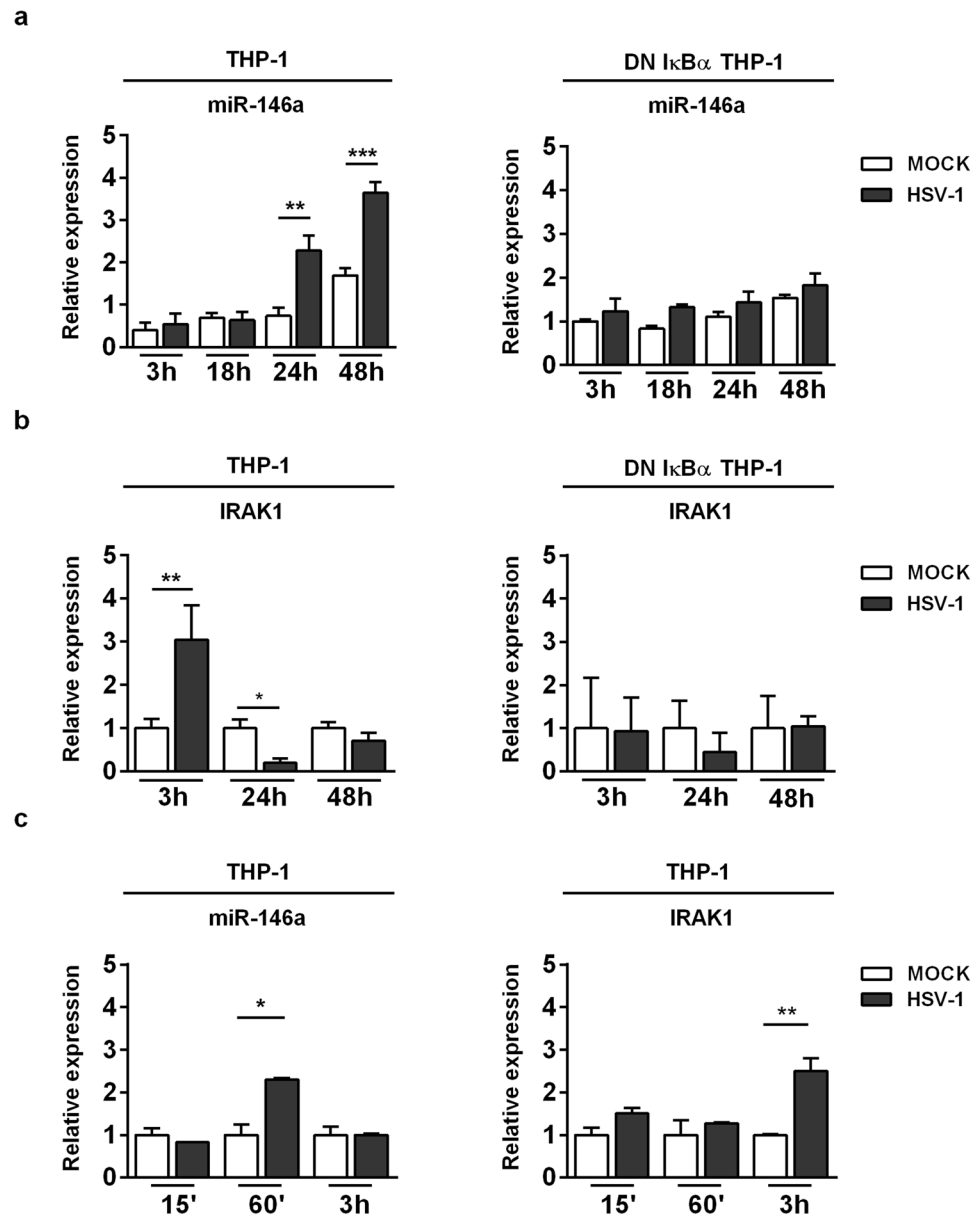 a
THP-1
miR-146a
Relative expression
5
4
3
2
1
0
**
***
3h 18h 24h 48h
DN IκBα THP-1
miR-146a
Relative expression
5
4
3
2
1
0
3h 18h 24h 48h
MOCK
HSV-1
b
THP-1
IRAK1
Relative expression
5
4
3
2
1
0
**
*
3h 24h 48h
DN IκBα THP-1
IRAK1
Relative expression
5
4
3
2
1
0
3h 24h 48h
MOCK
HSV-1
c
THP-1
miR-146a
Relative expression
5
4
3
2
1
0
*
15' 60' 3h
THP-1
IRAK1
Relative expression
5
4
3
2
1
0
**
15' 60' 3h
MOCK
HSV-1